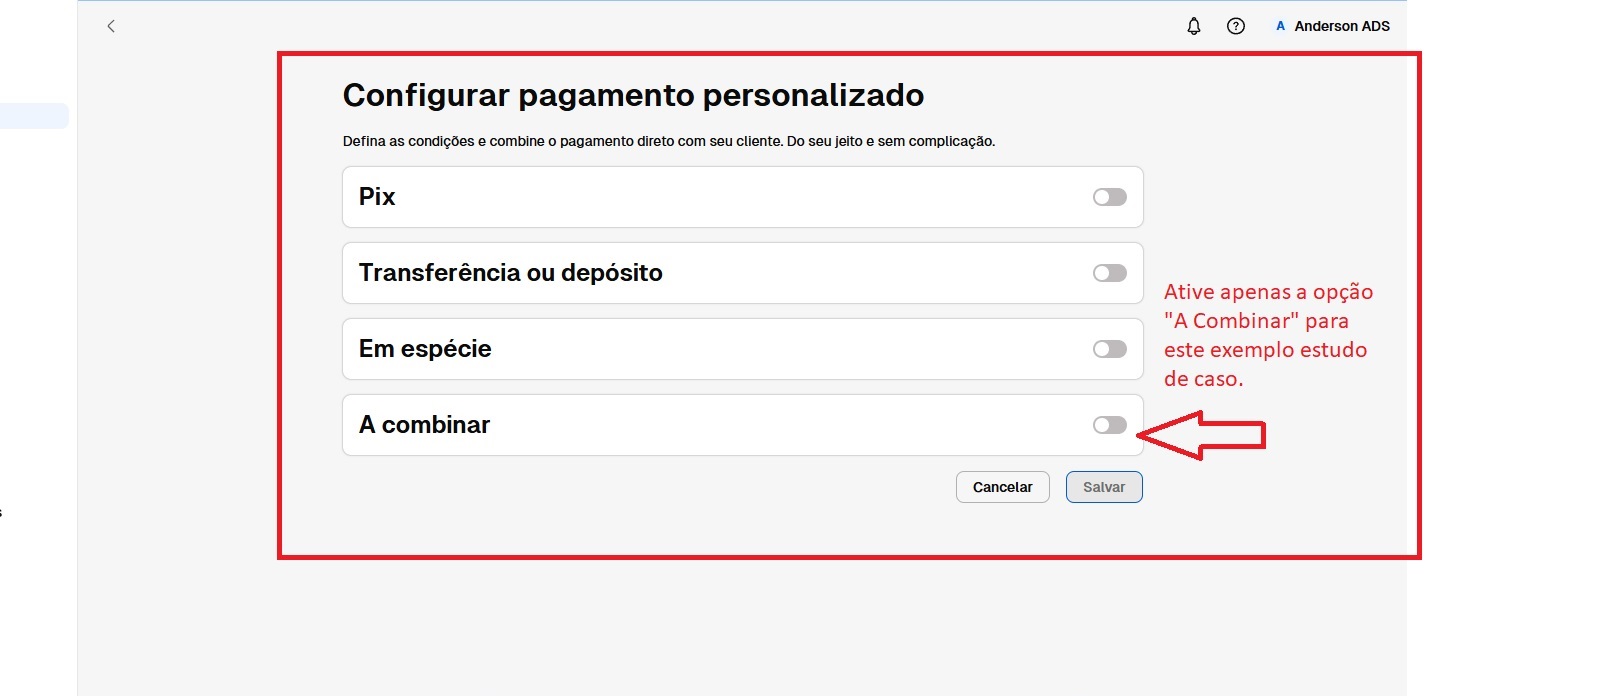 A Anderson ADS
Configurar pagamento personalizado
Defina as condições e combine o pagamento direto com seu cliente. Do seu jeito e sem complicação.
Pix
Transferência ou depósito
Em espécie
A combinar
Ative apenas a opção
"A Combinar" para
este exemplo estudo
de caso.
Cancelar
Salvar
s